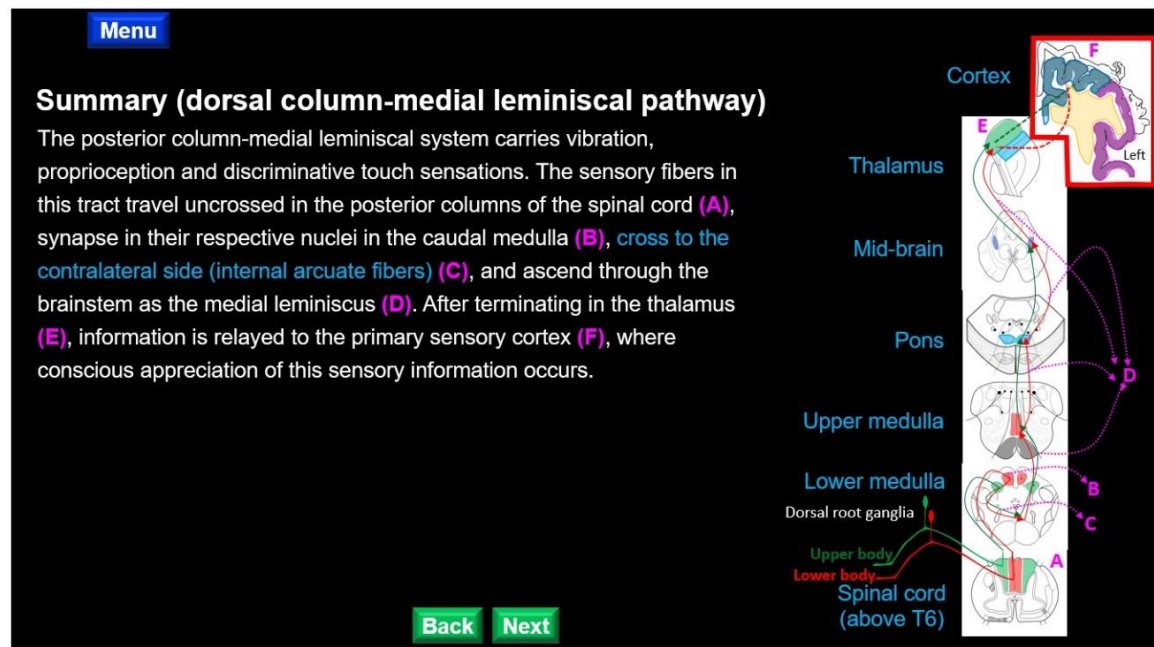 Menu
Summary (dorsal column-medial leminiscal pathway)
The posterior column-medial leminiscal system carries vibration,
proprioception and discriminative touch sensations. The sensory fibers in
this tract travel uncrossed in the posterior columns of the spinal cord (A),
synapse in their respective nuclei in the caudal medulla (B), cross to the
contralateral side (internal arcuate fibers) (C), and ascend through the
brainstem as the medial leminiscus (D). After terminating in the thalamus
(E), information is relayed to the primary sensory cortex (F), where
conscious appreciation of this sensory information occurs.
F
Cortex
E
Left
Thalamus
Mid-brain
Pons
D
Upper medulla
Lower medulla
B
Dorsal root ganglia
C
Upper body
A
Lower body
Spinal cord
(above T6)
Back
Next